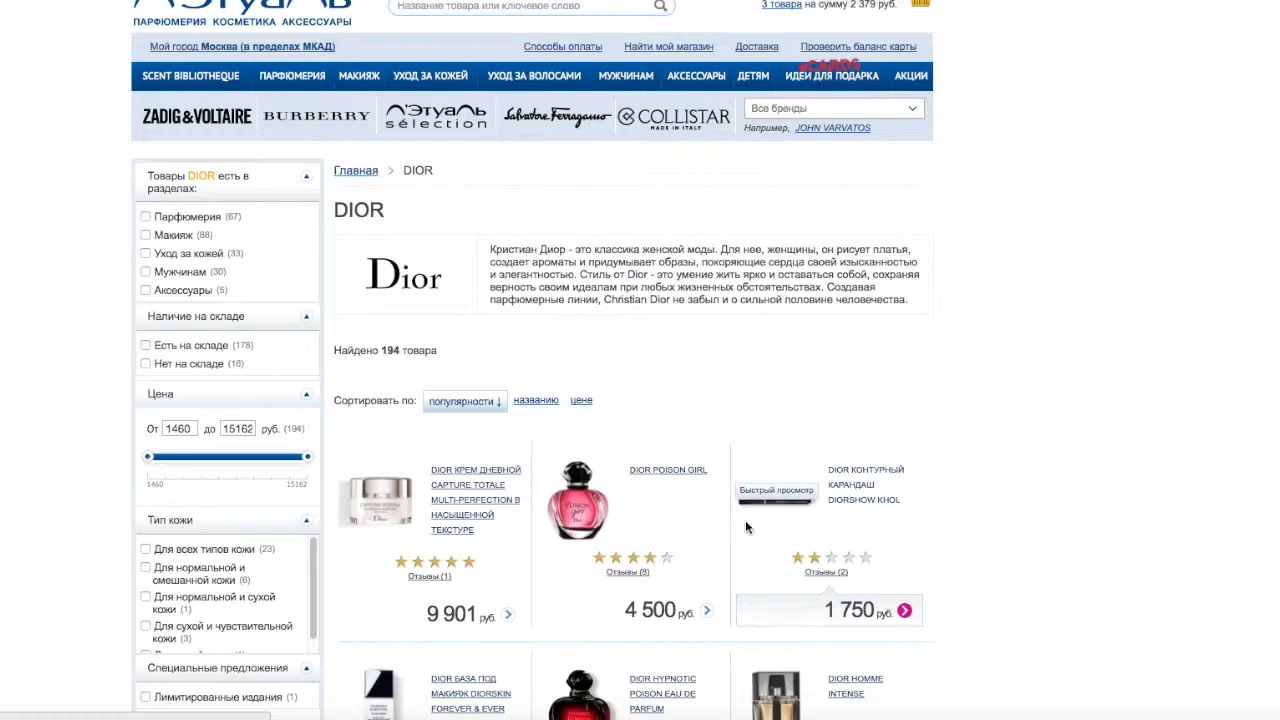 Л'Этуаль
Название товара или ключевое слово
3 товара на сумму 2 379 руб.
ПАРФЮМЕРИЯ КОСМЕТИКА АКСЕССУАРЫ
Мой город Москва (в пределах МКАД)
Способы оплаты
Найти мой магазин
Доставка
Проверить баланс карты
eCARDS
SCENT BIBLIOTHEQUE
ПАРФЮМЕРИЯ
МАКИЯЖ
УХОД ЗА КОЖЕЙ
УХОД ЗА ВОЛОСАМИ
МУЖЧИНАМ
АКСЕССУАРЫ
ДЕТЯМ
ИДЕИ ДЛЯ ПОДАРКА
АКЦИИ
ZADIG&VOLTAIRE
BURBERRY
Л'Этуаль
sélection
Salvatore Ferragamo
COLLISTAR
MADE IN ITALY
Все бренды
Например, JOHN VARVATOS
Товары DIOR есть в
разделах:
Парфюмерия (67)
Макияж (88)
Уход за кожей (33)
Мужчинам (30)
Аксессуары (5)
Наличие на складе
Есть на складе (178)
Нет на складе (16)
Цена
От 1460 до 15162 руб. (194)
1460 15162
Тип кожи
Для всех типов кожи (23)
Для нормальной и
смешанной кожи (6)
Для нормальной и сухой
кожи (1)
Для сухой и чувствительной
кожи (3)
Специальные предложения
Лимитированные издания (1)
Главная > DIOR
DIOR
Dior
Кристиан Диор - это классика женской моды. Для нее, женщины, он рисует платья,
создает ароматы и придумывает образы, покоряющие сердца своей изысканностью
и элегантностью. Стиль от Dior - это умение жить ярко и оставаться собой, сохраняя
верность своим идеалам при любых жизненных обстоятельствах. Создавая
парфюмерные линии, Christian Dior не забыл и о сильной половине человечества.
Найдено 194 товара
Сортировать по: популярности ↓ названию цене
DIOR КРЕМ ДНЕВНОЙ
CAPTURE TOTALE
MULTI-PERFECTION В
НАСЫЩЕННОЙ
ТЕКСТУРЕ
Отзывы (1)
9 901 руб.
DIOR POISON GIRL
Отзывы (8)
4 500 руб.
Быстрый просмотр
DIOR КОНТУРНЫЙ
КАРАНДАШ
DIORSHOW KHOL
Отзывы (2)
1 750 руб.
DIOR БАЗА ПОД
МАКИЯЖ DIORSKIN
FOREVER & EVER
DIOR HYPNOTIC
POISON EAU DE
PARFUM
DIOR HOMME
INTENSE